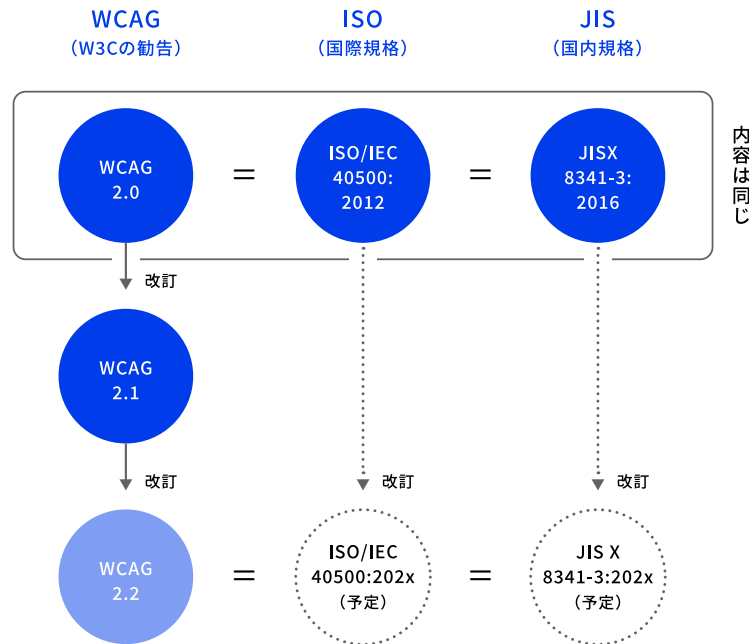 WCAG
（W3Cの勧告）
ISO
（国際規格）
JIS
（国内規格）
WCAG
2.0
=
ISO/IEC
40500:
2012
=
JISX
8341-3:
2016
内容は同じ
改訂
WCAG
2.1
改訂
改訂
改訂
WCAG
2.2
=
ISO/IEC
40500:202x
（予定）
=
JIS X
8341-3:202x
（予定）